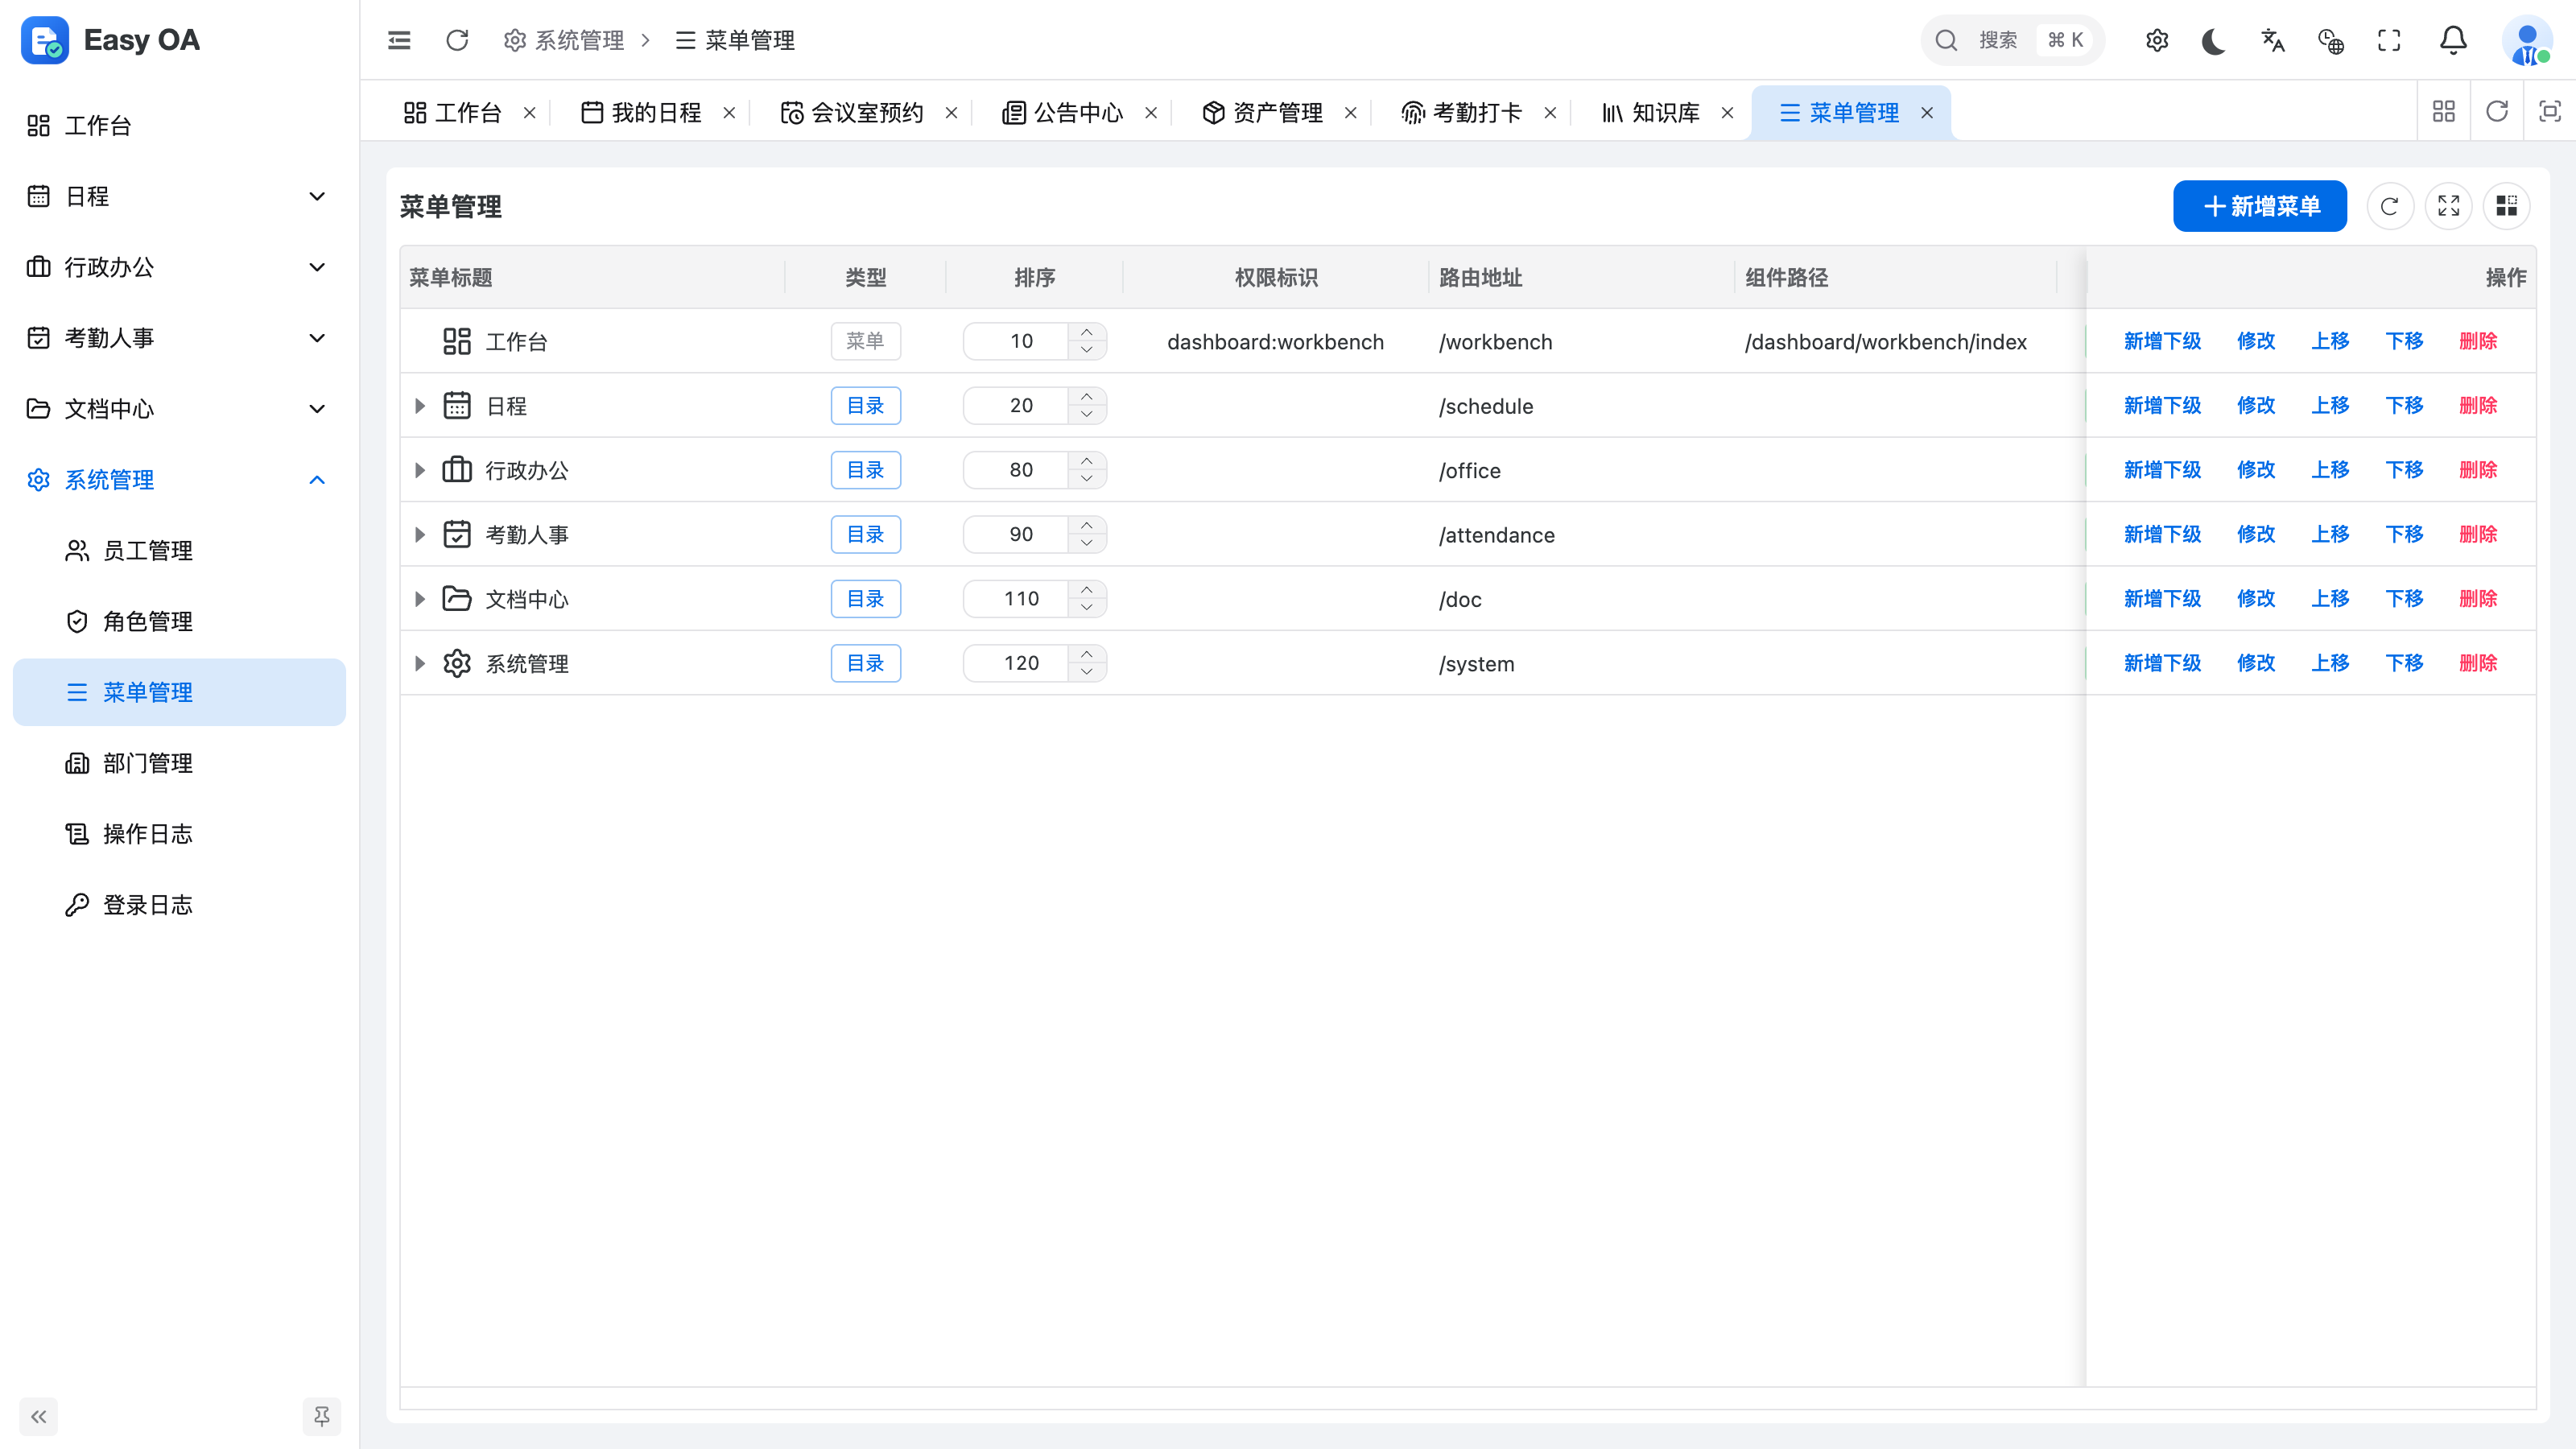 Easy OA
系统管理
菜单管理
搜索 ⌘ K
工作台
日程
行政办公
考勤人事
文档中心
系统管理
员工管理
角色管理
菜单管理
部门管理
操作日志
登录日志
工作台 我的日程 会议室预约 公告中心 资产管理 考勤打卡 知识库 菜单管理
菜单管理
新增菜单
菜单标题 类型 排序 权限标识 路由地址 组件路径 操作
工作台 菜单 10 dashboard:workbench /workbench /dashboard/workbench/index 新增下级 修改 上移 下移 删除
日程 目录 20 /schedule 新增下级 修改 上移 下移 删除
行政办公 目录 80 /office 新增下级 修改 上移 下移 删除
考勤人事 目录 90 /attendance 新增下级 修改 上移 下移 删除
文档中心 目录 110 /doc 新增下级 修改 上移 下移 删除
系统管理 目录 120 /system 新增下级 修改 上移 下移 删除